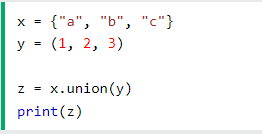 x = {"a", "b", "c"}
y = (1, 2, 3)
z = x.union(y)
print(z)